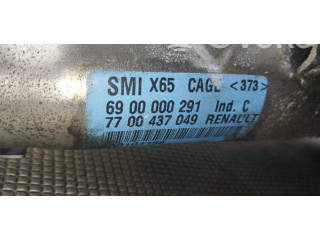 SMI X65 CAGE <373>
69 00 000 291 Ind. C
77 00 437 049 RENAULT